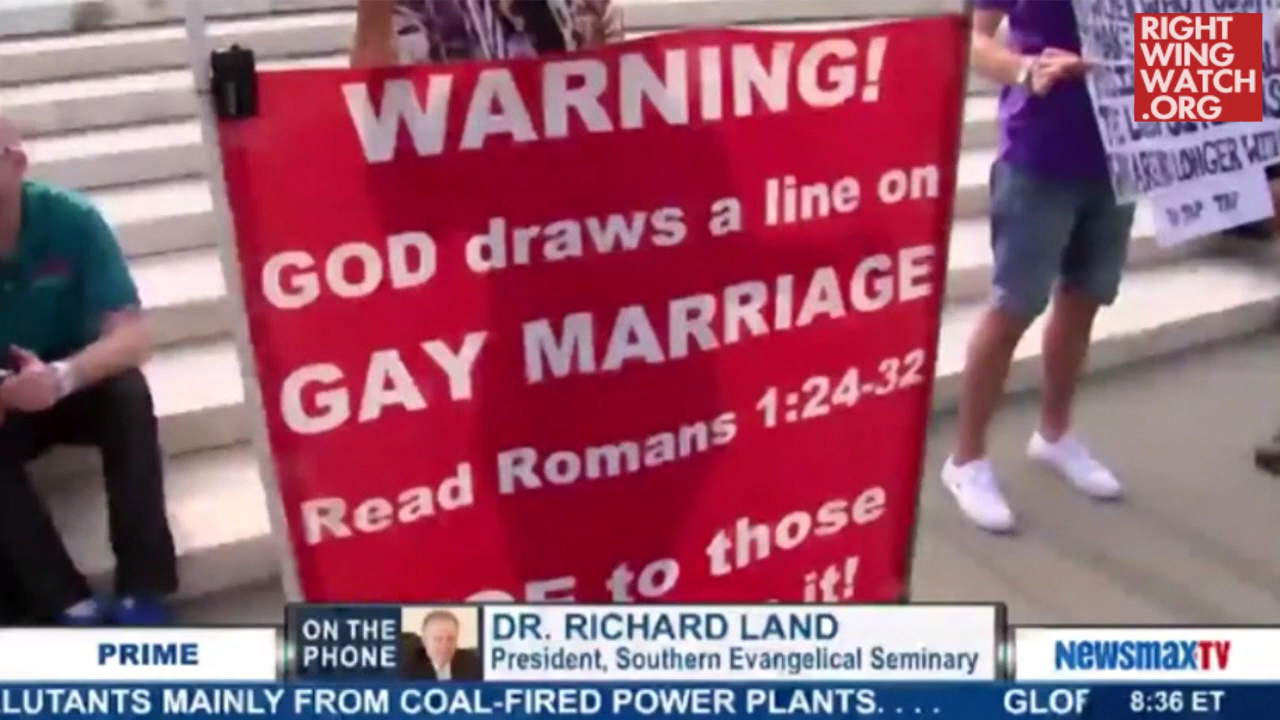 RIGHT
WING
WATCH
.ORG
WARNING!
GOD draws a line on
GAY MARRIAGE
Read Romans 1:24-32
to those
it!
LONGER WITH
ON THE
PHONE
DR. RICHARD LAND
President, Southern Evangelical Seminary
PRIME
NEWSMAXTV
LUTANTS MAINLY FROM COAL-FIRED POWER PLANTS. . . .
GLOF
8:36 ET